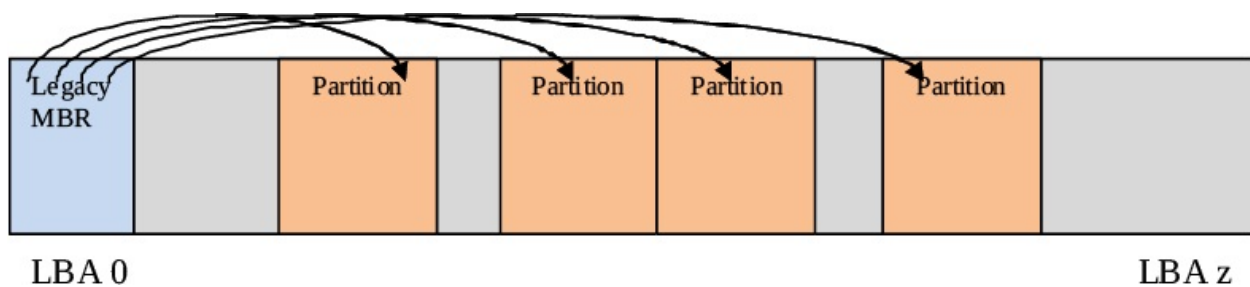 Legacy
MBR
Partition
Partition
Partition
Partition
LBA 0
LBA z